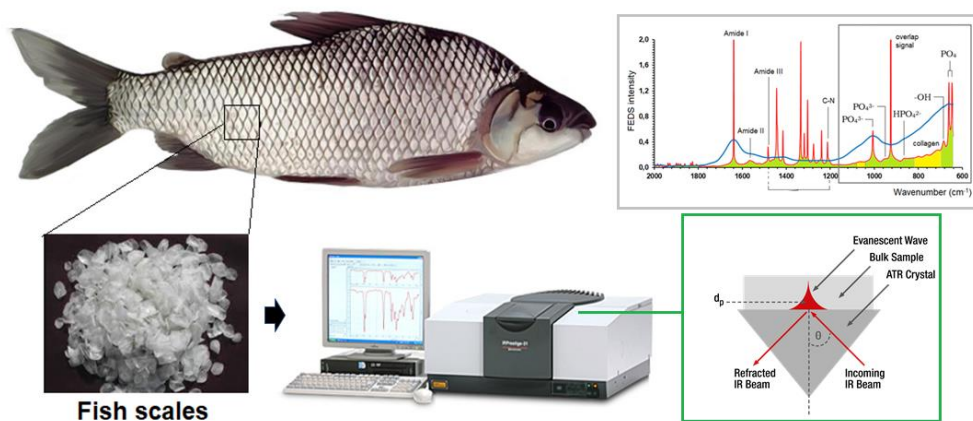 Fish scales
FEDS intensity
2,0
1,6
1,2
0,8
0,4
0,0
Amide I
Amide III
Amide II
C-N
overlap
signal
PO₄
PO₄³⁻
PO₄³⁻
HPO₄²⁻
-OH
collagen
2000 1800 1600 1400 1200 1000 800 600
Wavenumber (cm⁻¹)
IRPrestige-21
Evanescent Wave
Bulk Sample
ATR Crystal
dₚ
θ
Refracted
IR Beam
Incoming
IR Beam